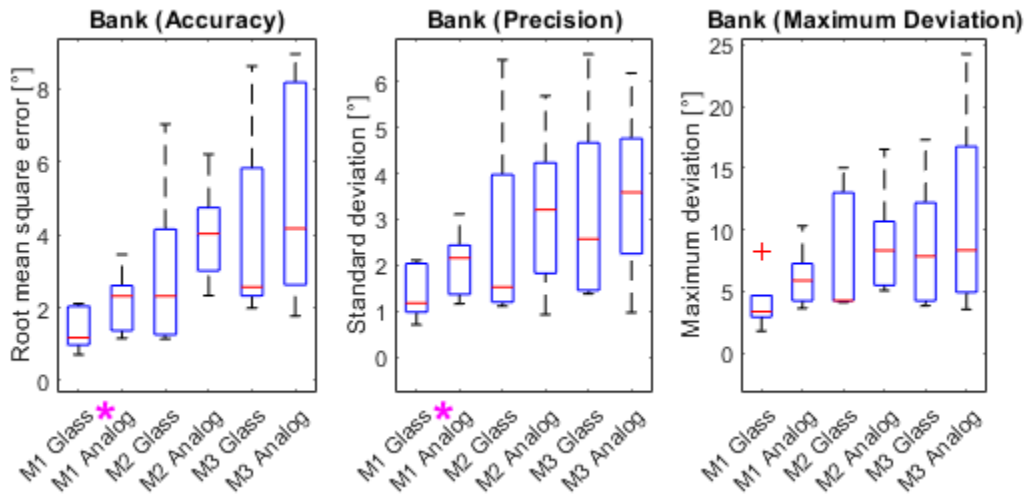 Bank (Accuracy)
Root mean square error [°]
8
6
4
2
0
M1 Glass
M1 Analog
M2 Glass
M2 Analog
M3 Glass
M3 Analog
*
Bank (Precision)
Standard deviation [°]
6
5
4
3
2
1
0
M1 Glass
M1 Analog
M2 Glass
M2 Analog
M3 Glass
M3 Analog
*
Bank (Maximum Deviation)
Maximum deviation [°]
25
20
15
10
5
0
M1 Glass
M1 Analog
M2 Glass
M2 Analog
M3 Glass
M3 Analog